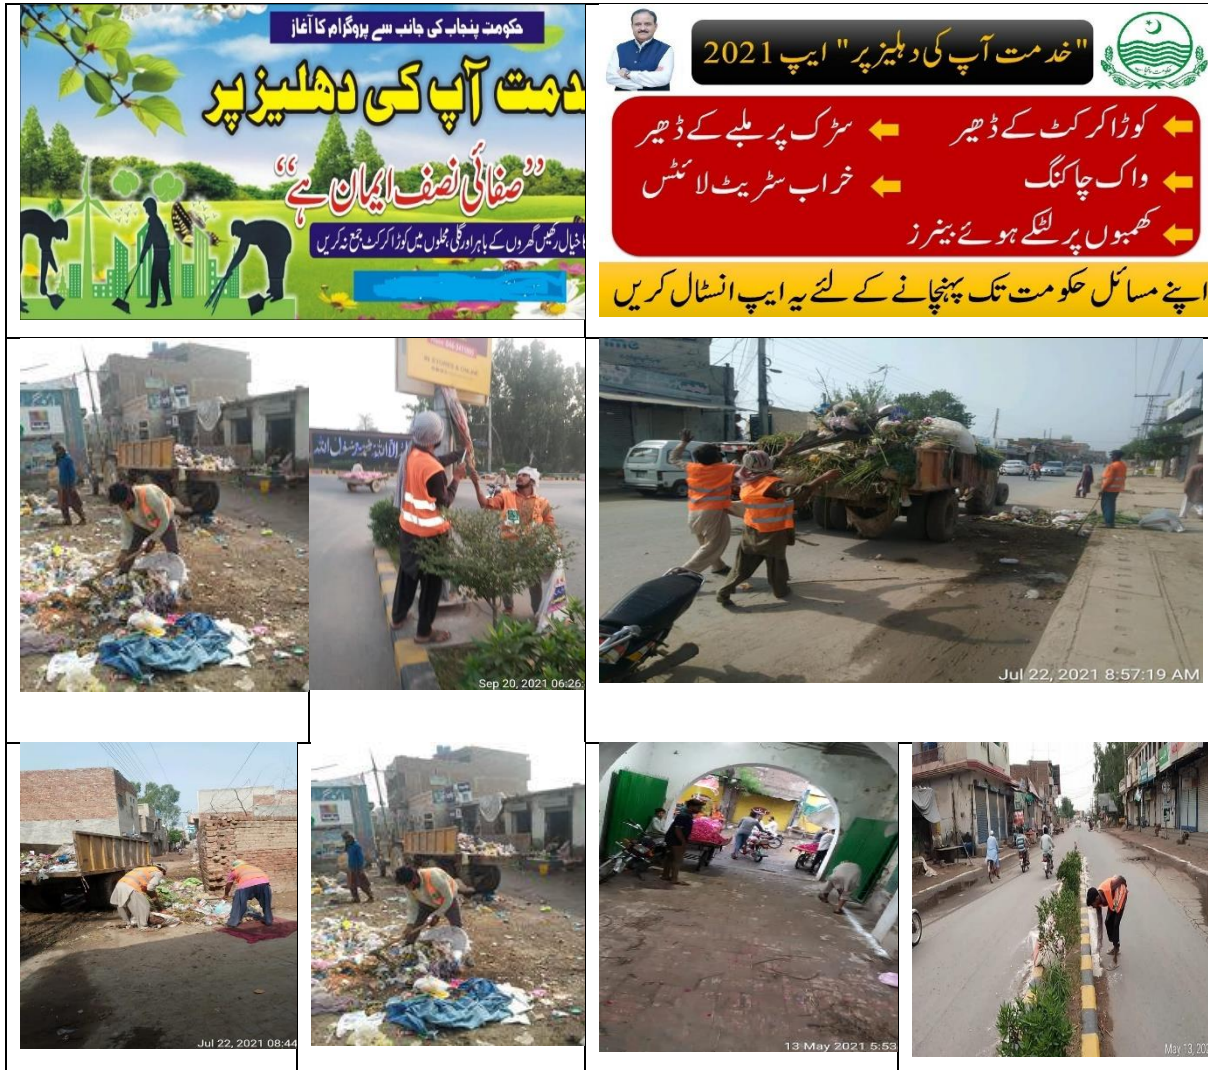 حکومتِ پنجاب کی جانب سے پروگرام کا آغاز
دمت آپ کی دھلیز پر
”صفائی نصف ایمان ہے“
کا خیال رکھیں گھروں کے باہر اور گلی محلوں میں کوڑا کرکٹ جمع نہ کریں
"خدمت آپ کی دہلیز پر" ایپ 2021
کوڑا کرکٹ کے ڈھیر
سڑک پر ملبے کے ڈھیر
واک چاکنگ
خراب سٹریٹ لائٹس
کھمبوں پر لٹکے ہوئے بینرز
اپنے مسائل حکومت تک پہنچانے کے لئے یہ ایپ انسٹال کریں
Sep 20, 2021 06:26:
Jul 22, 2021 8:57:19 AM
Jul 22, 2021 08:44
13 May 2021 5:53
May 13, 20